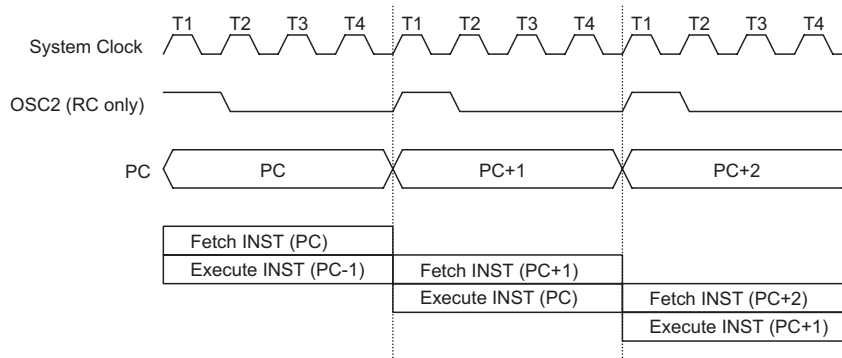 T1 T2 T3 T4 T1 T2 T3 T4 T1 T2 T3 T4
System Clock
OSC2 (RC only)
PC PC PC+1 PC+2
Fetch INST (PC)
Execute INST (PC-1) Fetch INST (PC+1)
Execute INST (PC) Fetch INST (PC+2)
Execute INST (PC+1)